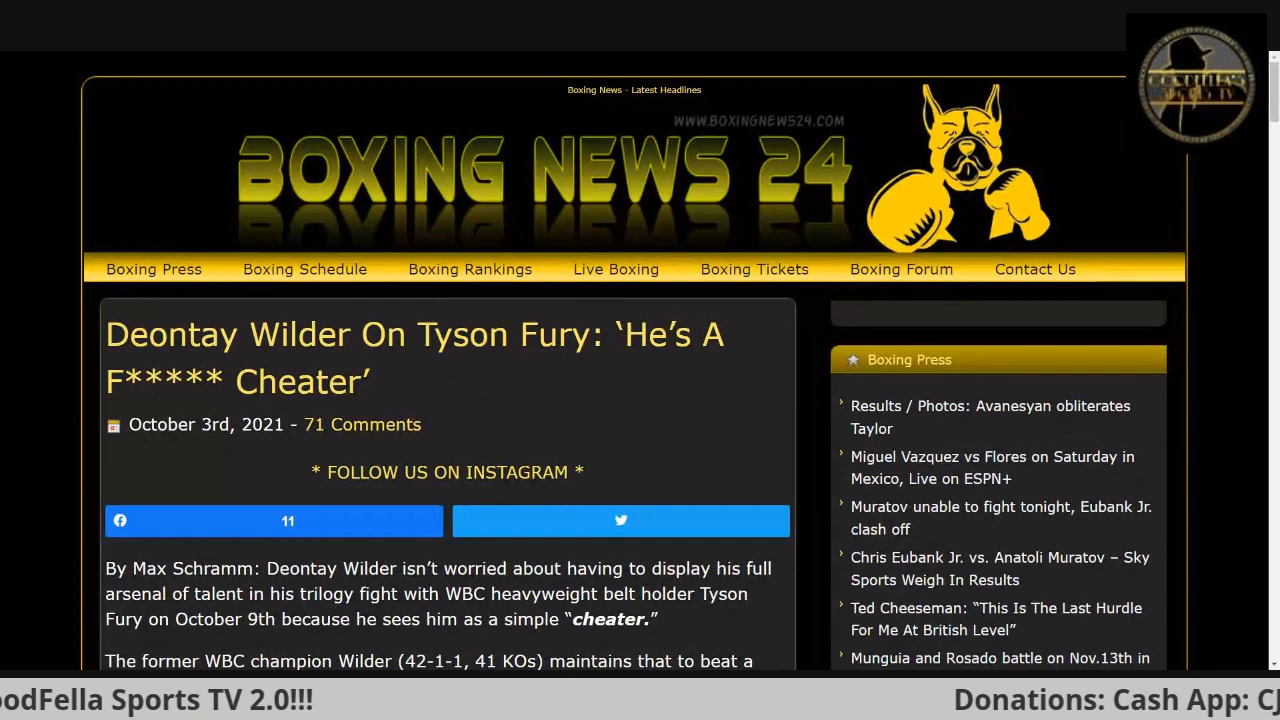 GOODFELLA'S
SPORTS TV
Boxing News - Latest Headlines
WWW.BOXINGNEWS24.COM
BOXING NEWS 24
Boxing Press Boxing Schedule Boxing Rankings Live Boxing Boxing Tickets Boxing Forum Contact Us
Deontay Wilder On Tyson Fury: ‘He’s A
F***** Cheater’
October 3rd, 2021 - 71 Comments
* FOLLOW US ON INSTAGRAM *
11
By Max Schramm: Deontay Wilder isn’t worried about having to display his full
arsenal of talent in his trilogy fight with WBC heavyweight belt holder Tyson
Fury on October 9th because he sees him as a simple “cheater.”
The former WBC champion Wilder (42-1-1, 41 KOs) maintains that to beat a
Boxing Press
Results / Photos: Avanesyan obliterates
Taylor
Miguel Vazquez vs Flores on Saturday in
Mexico, Live on ESPN+
Muratov unable to fight tonight, Eubank Jr.
clash off
Chris Eubank Jr. vs. Anatoli Muratov – Sky
Sports Weigh In Results
Ted Cheeseman: “This Is The Last Hurdle
For Me At British Level”
Munguia and Rosado battle on Nov.13th in
oodFella Sports TV 2.0!!! Donations: Cash App: CJ